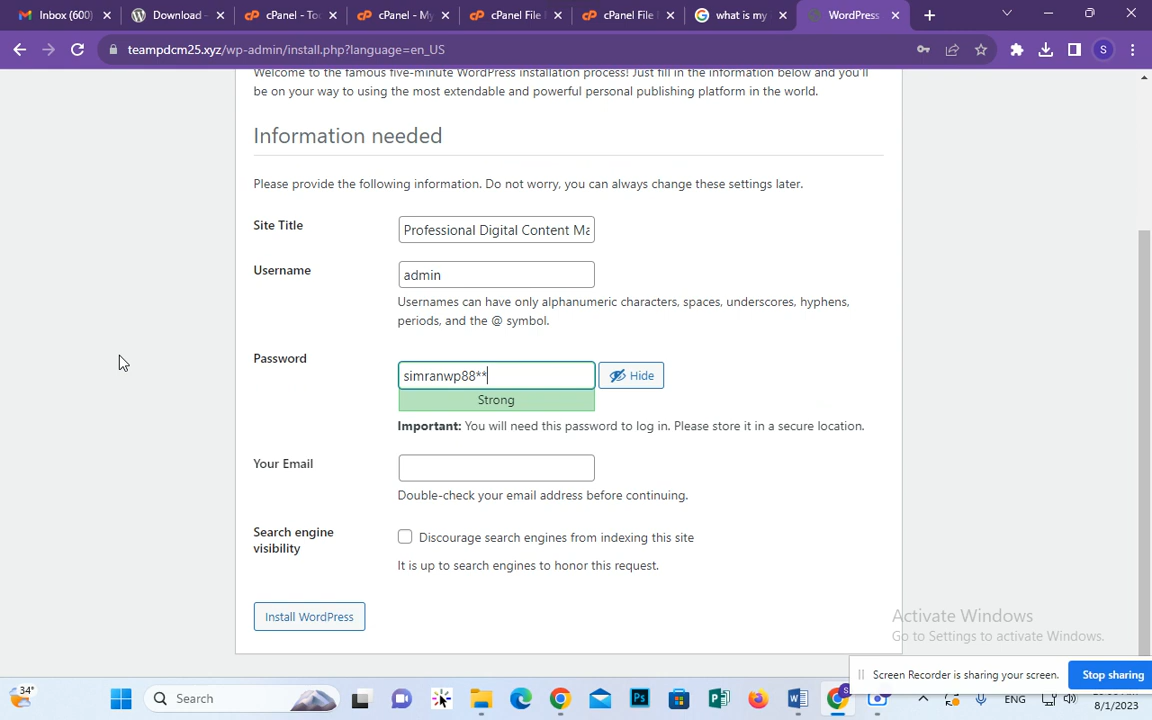 Inbox (600)
Download -
cPanel - Too
cPanel - My
cPanel File
cPanel File
what is my
WordPress
teampdcm25.xyz/wp-admin/install.php?language=en_US
S
Welcome to the famous five-minute WordPress installation process! Just fill in the information below and you'll
be on your way to using the most extendable and powerful personal publishing platform in the world.
Information needed
Please provide the following information. Do not worry, you can always change these settings later.
Site Title
Professional Digital Content Ma
Username
admin
Usernames can have only alphanumeric characters, spaces, underscores, hyphens,
periods, and the @ symbol.
Password
simranwp88**
Hide
Strong
Important: You will need this password to log in. Please store it in a secure location.
Your Email
Double-check your email address before continuing.
Search engine
visibility
Discourage search engines from indexing this site
It is up to search engines to honor this request.
Install WordPress
Activate Windows
Go to Settings to activate Windows.
Screen Recorder is sharing your screen.
Stop sharing
34°
Search
ENG
8/1/2023